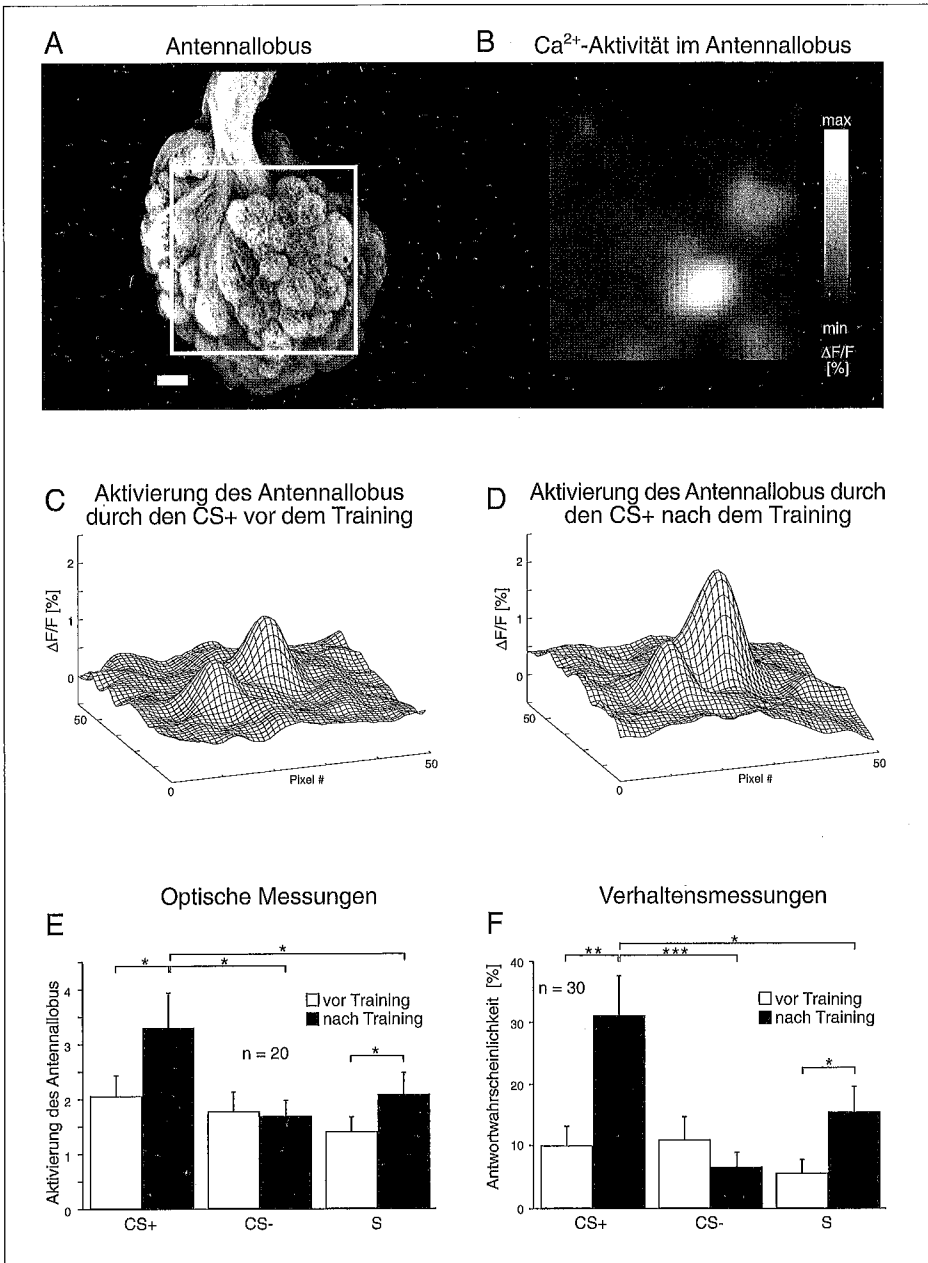 A
Antennallobus
B
Ca²⁺-Aktivität im Antennallobus
max
min
ΔF/F
[%]
C
Aktivierung des Antennallobus
durch den CS+ vor dem Training
D
Aktivierung des Antennallobus durch
den CS+ nach dem Training
ΔF/F [%]
2
1
0
50
0
Pixel #
50
ΔF/F [%]
2
1
0
50
0
Pixel #
50
Optische Messungen
E
Aktivierung des Antennallobus
4
3
2
1
0
*
*
*
*
n = 20
vor Training
nach Training
CS+
CS-
S
Verhaltensmessungen
F
Antwortwahrscheinlichkeit [%]
40
30
20
10
0
n = 30
**
***
*
*
vor Training
nach Training
CS+
CS-
S